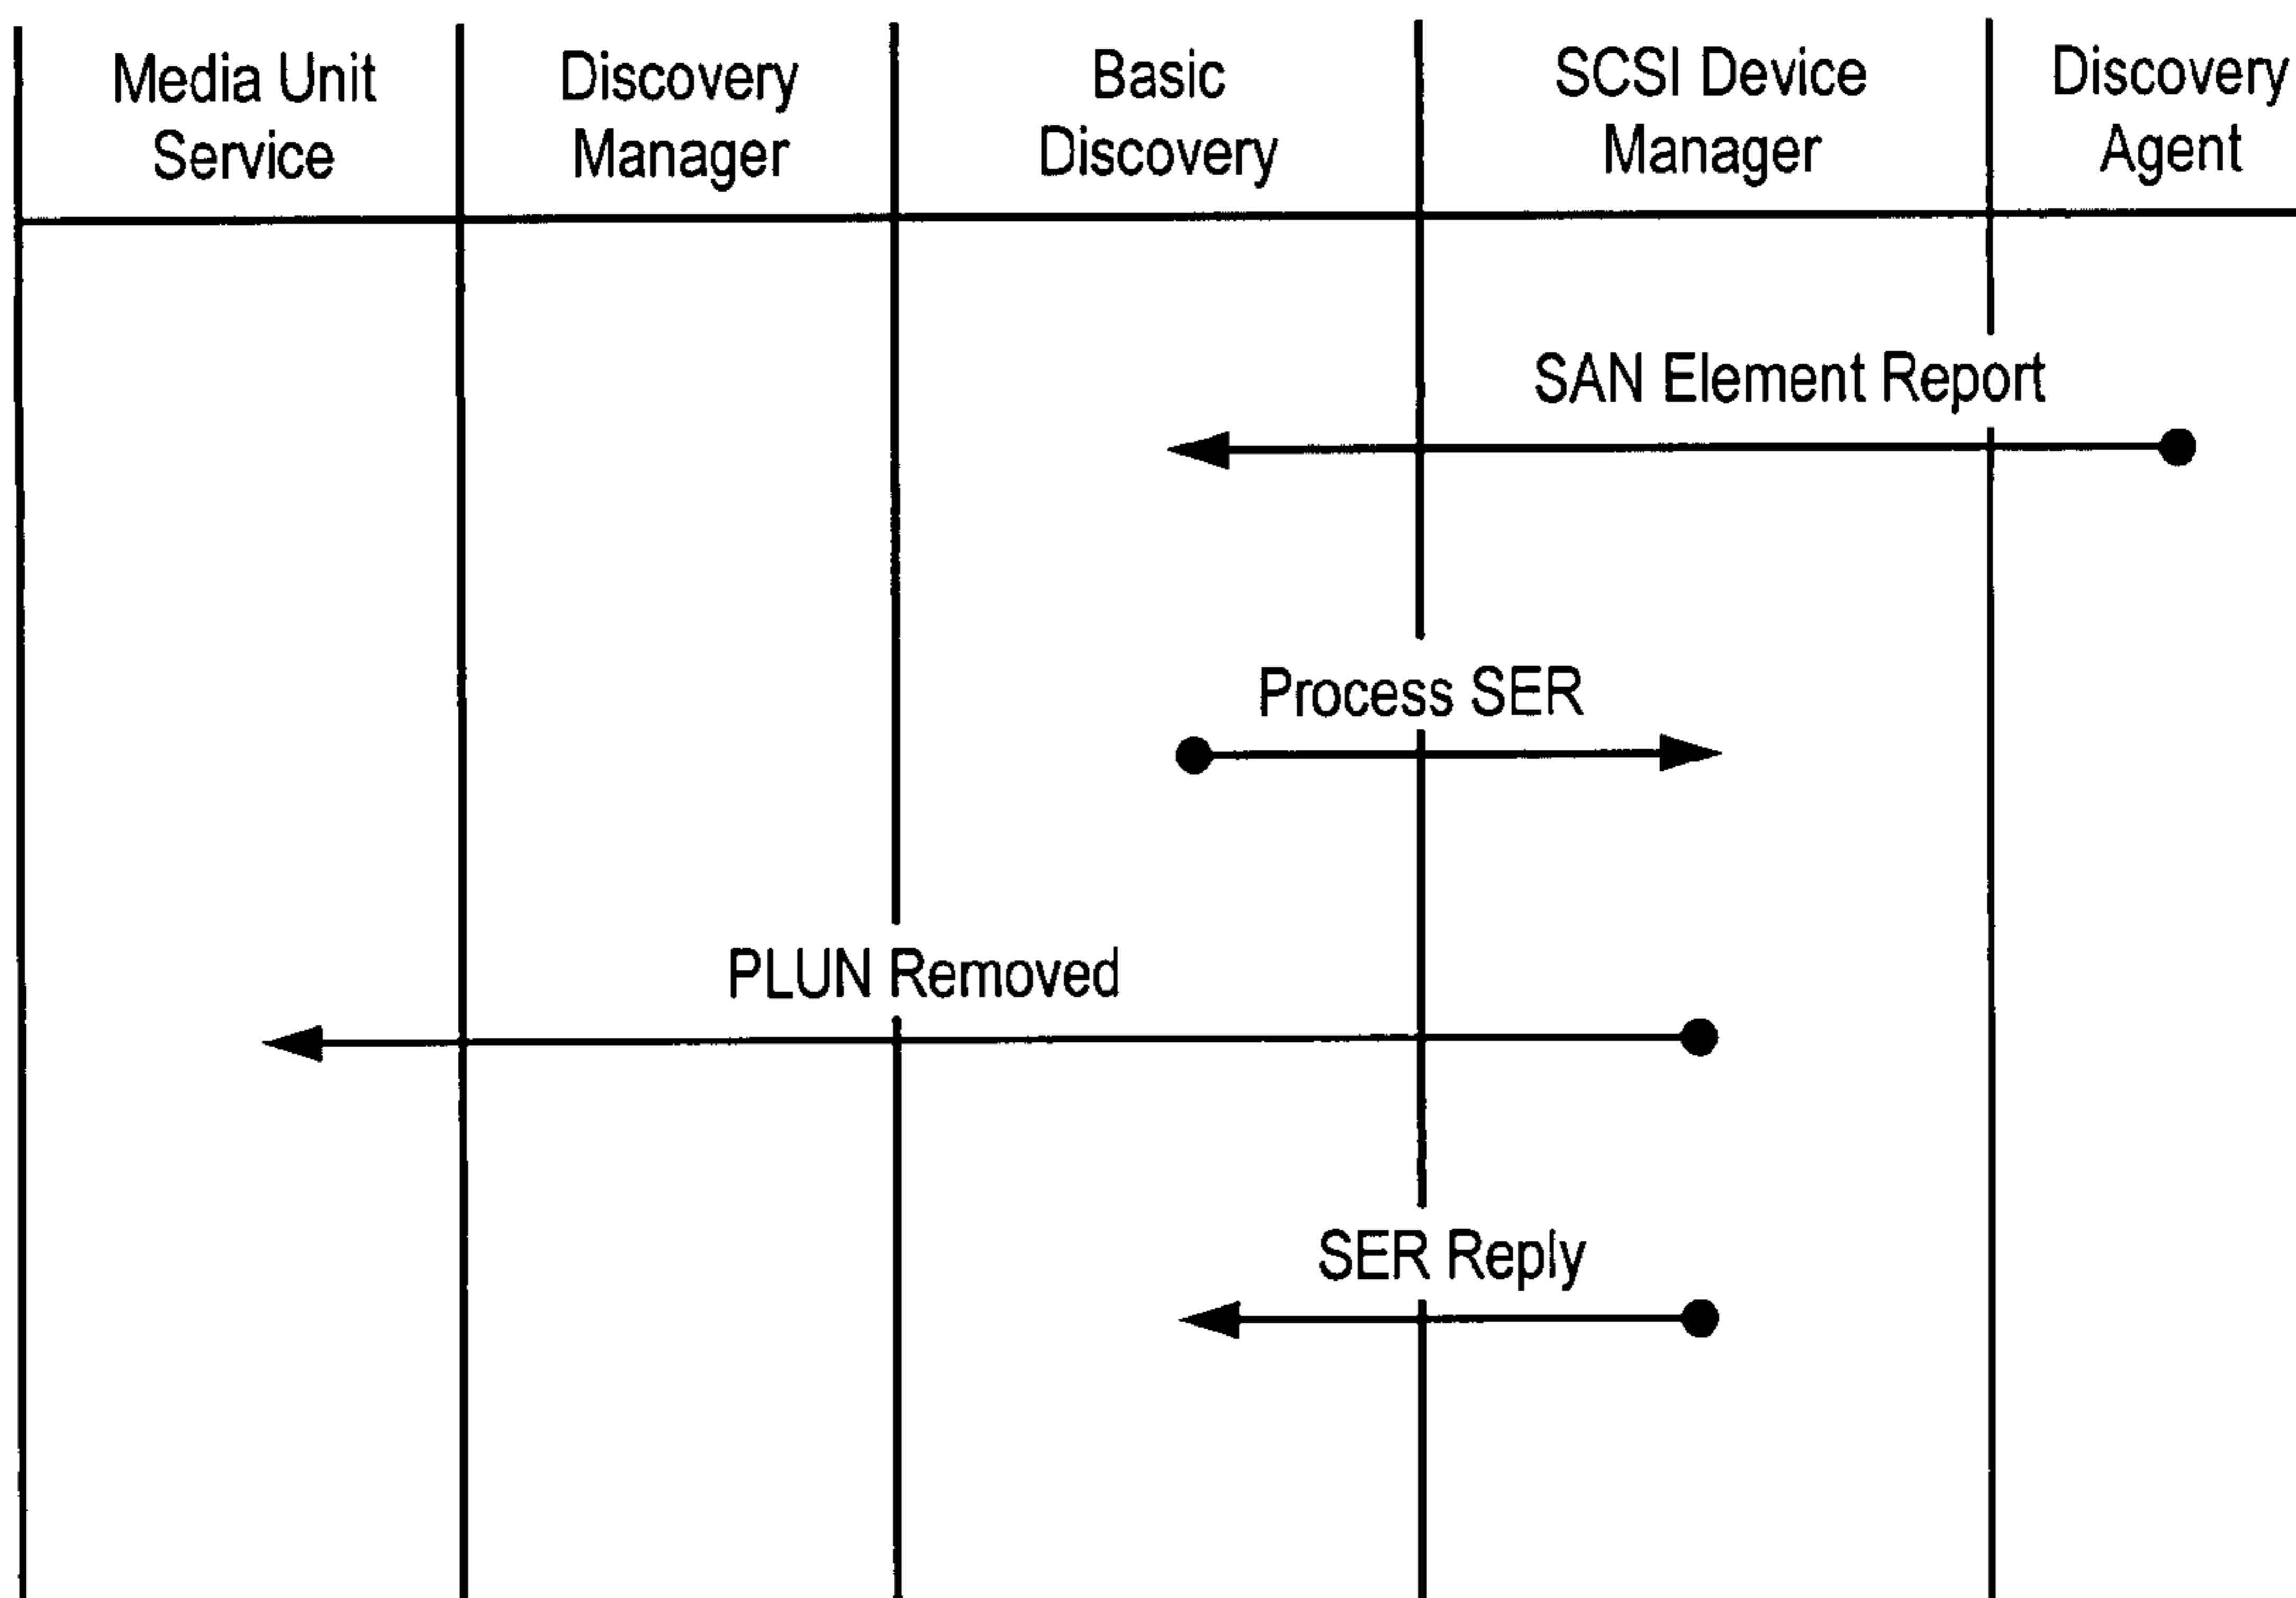 Media Unit
Service
Discovery
Manager
Basic
Discovery
SCSI Device
Manager
Discovery
Agent
SAN Element Report
Process SER
PLUN Removed
SER Reply